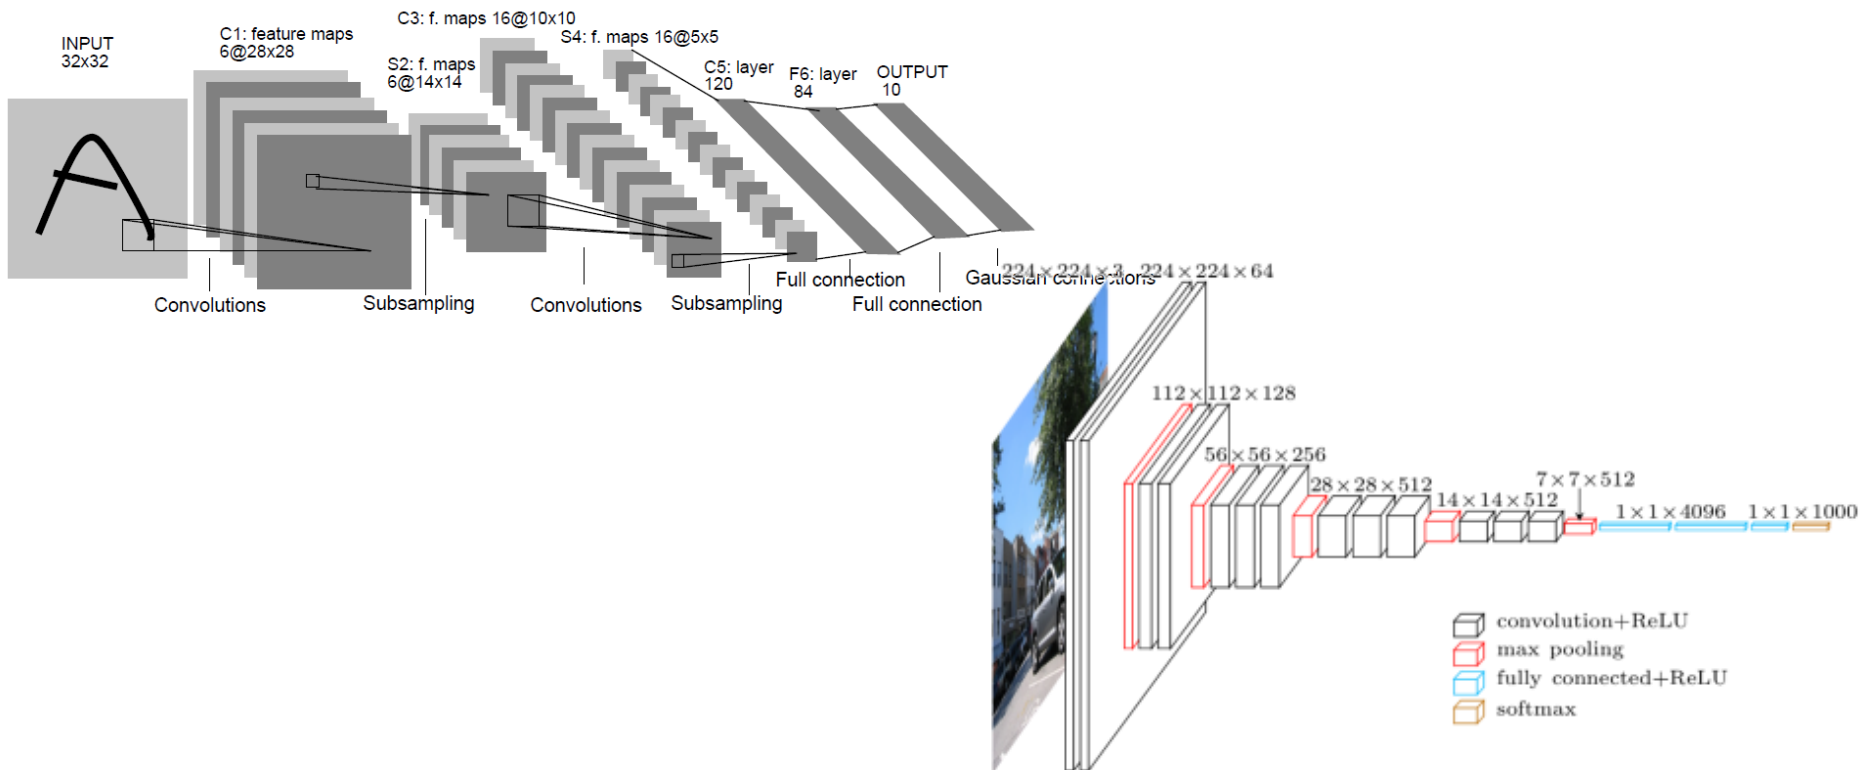 INPUT
32x32
C1: feature maps
6@28x28
S2: f. maps
6@14x14
C3: f. maps 16@10x10
S4: f. maps 16@5x5
C5: layer
120
F6: layer
84
OUTPUT
10
Convolutions
Subsampling
Convolutions
Subsampling
Full connection
Full connection
Gaussian connections
224×224×3
224×224×64
112×112×128
56×56×256
28×28×512
14×14×512
7×7×512
1×1×4096
1×1×1000
convolution+ReLU
max pooling
fully connected+ReLU
softmax